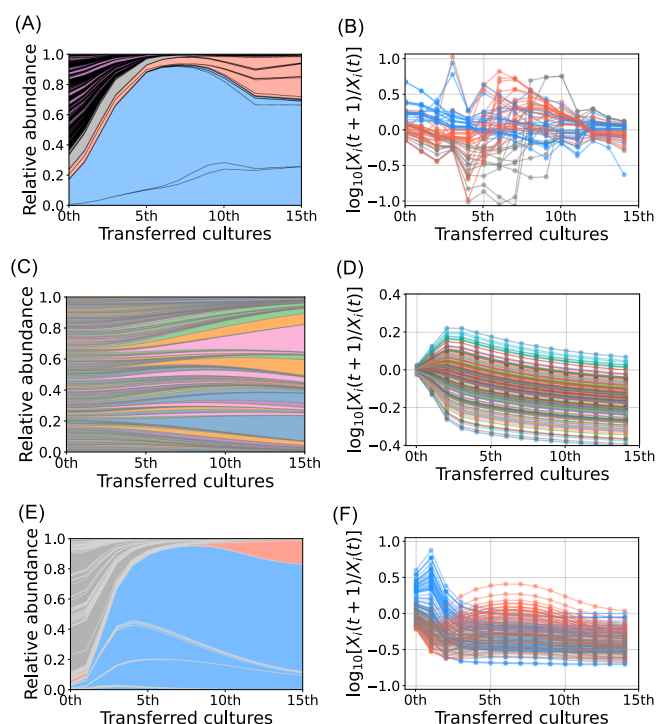 (A)
Relative abundance
1.0
0.8
0.6
0.4
0.2
0.0
0th
5th
10th
15th
Transferred cultures
(B)
log₁₀[Xᵢ(t + 1)/Xᵢ(t)]
1.0
0.5
0.0
−0.5
−1.0
0th
5th
10th
15th
Transferred cultures
(C)
Relative abundance
1.0
0.8
0.6
0.4
0.2
0.0
0th
5th
10th
15th
Transferred cultures
(D)
log₁₀[Xᵢ(t + 1)/Xᵢ(t)]
0.4
0.2
0.0
−0.2
−0.4
0th
5th
10th
15th
Transferred cultures
(E)
Relative abundance
1.0
0.8
0.6
0.4
0.2
0.0
0th
5th
10th
15th
Transferred cultures
(F)
log₁₀[Xᵢ(t + 1)/Xᵢ(t)]
1.0
0.5
0.0
−0.5
−1.0
0th
5th
10th
15th
Transferred cultures